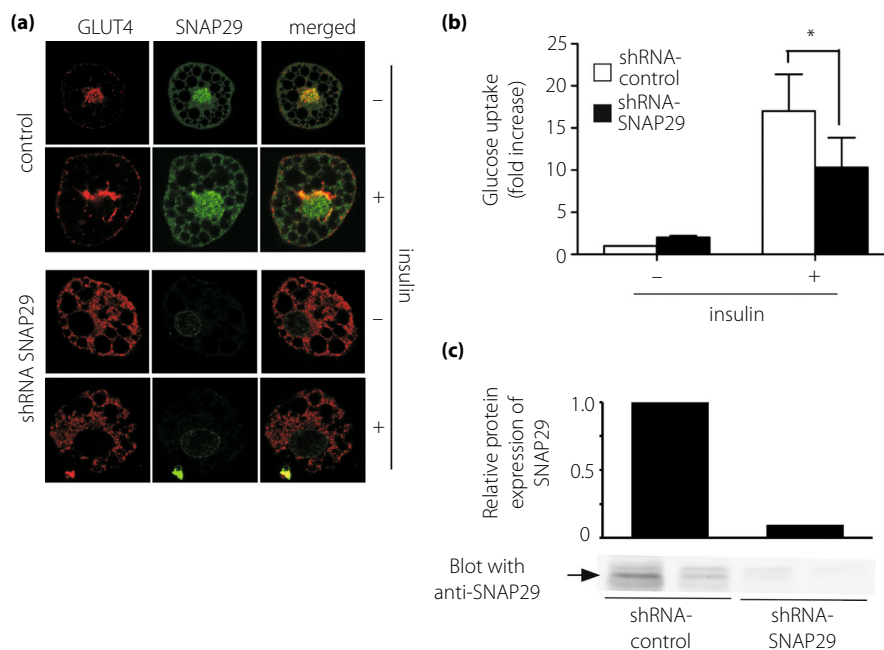 (a)
GLUT4 SNAP29 merged
control
shRNA SNAP29
−
+
−
+
insulin
(b)
Glucose uptake
(fold increase)
25
20
15
10
5
0
shRNA-
control
shRNA-
SNAP29
*
− +
insulin
(c)
Relative protein
expression of
SNAP29
1.0
0.5
0
Blot with
anti-SNAP29
shRNA-
control
shRNA-
SNAP29